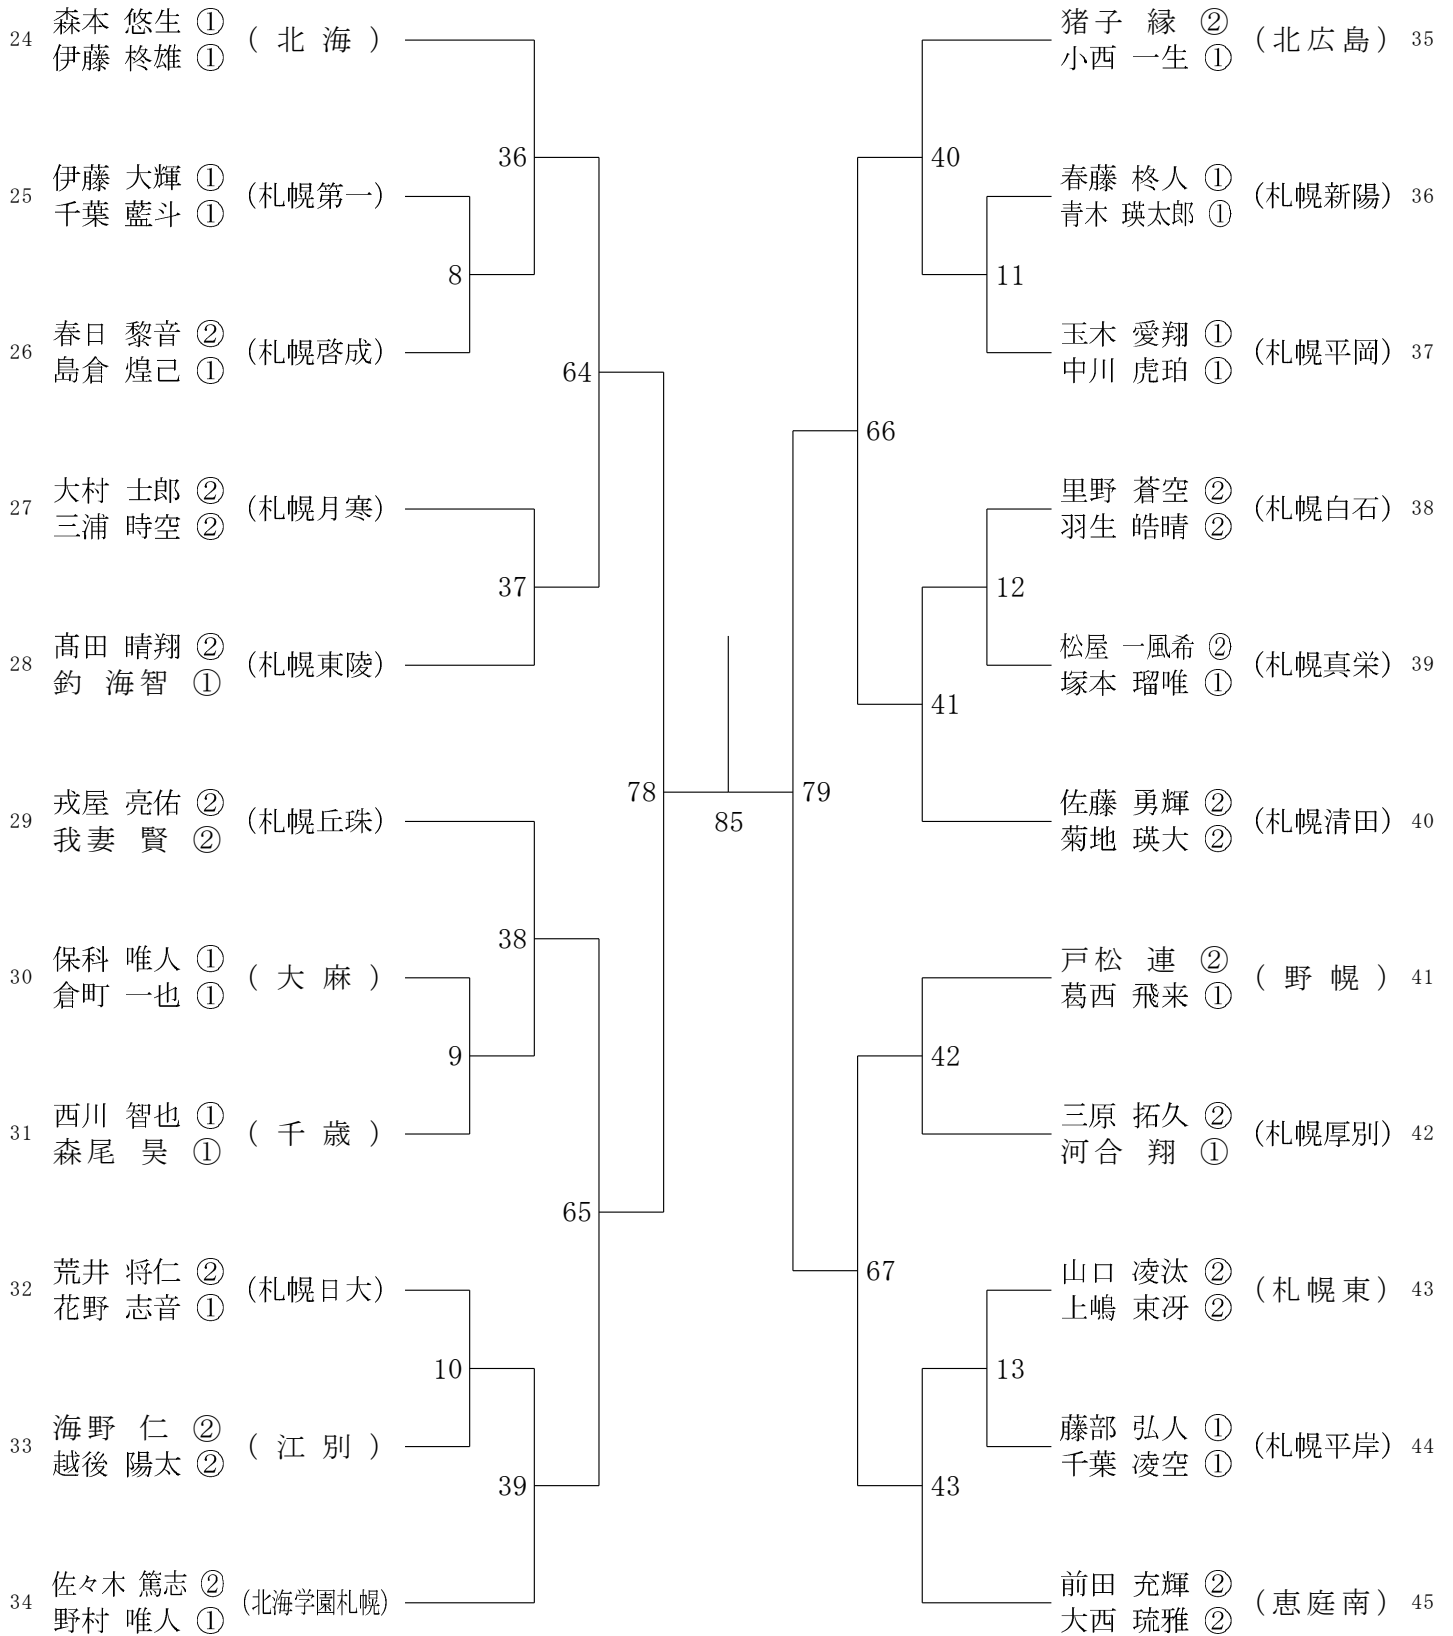 24 森本 悠生 ① (北海)
伊藤 柊雄 ①
36
25 伊藤 大輝 ① (札幌第一)
千葉 藍斗 ①
8
26 春日 黎音 ② (札幌啓成)
島倉 煌己 ①
64
27 大村 士郎 ② (札幌月寒)
三浦 時空 ②
37
28 髙田 晴翔 ② (札幌東陵)
釣 海智 ①
78
29 戎屋 亮佑 ② (札幌丘珠)
我妻 賢 ②
38
30 保科 唯人 ① (大麻)
倉町 一也 ①
9
31 西川 智也 ① (千歳)
森尾 昊 ①
65
32 荒井 将仁 ② (札幌日大)
花野 志音 ①
10
33 海野 仁 ② (江別)
越後 陽太 ②
39
34 佐々木 篤志 ② (北海学園札幌)
野村 唯人 ①
85
猪子 縁 ② (北広島) 35
小西 一生 ①
40
春藤 柊人 ① (札幌新陽) 36
青木 瑛太郎 ①
11
玉木 愛翔 ① (札幌平岡) 37
中川 虎珀 ①
66
里野 蒼空 ② (札幌白石) 38
羽生 皓晴 ②
12
松屋 一風希 ② (札幌真栄) 39
塚本 瑠唯 ①
41
79
佐藤 勇輝 ② (札幌清田) 40
菊地 瑛大 ②
戸松 連 ② (野幌) 41
葛西 飛来 ①
42
三原 拓久 ② (札幌厚別) 42
河合 翔 ①
67
山口 凌汰 ② (札幌東) 43
上嶋 束冴 ②
13
藤部 弘人 ① (札幌平岸) 44
千葉 凌空 ①
43
前田 充輝 ② (恵庭南) 45
大西 琉雅 ②